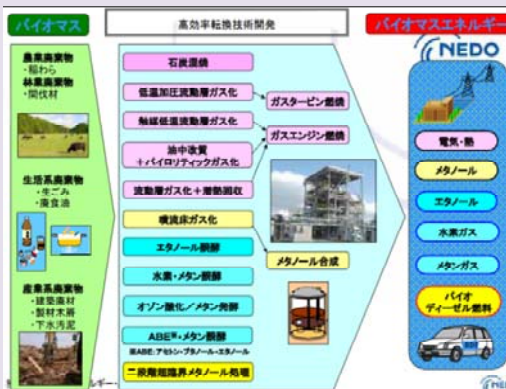 バイオマス
高効率転換技術開発
バイオマスエネルギー
NEDO
農業廃棄物
・稲わら
林業廃棄物
・間伐材
生活系廃棄物
・生ごみ
・廃食油
産業系廃棄物
・建築廃材
・製材木屑
・下水汚泥
石炭混焼
低温加圧流動層ガス化
触媒低温流動層ガス化
油中改質
+パイロリティックガス化
流動層ガス化+潜熱回収
噴流床ガス化
エタノール醗酵
水素・メタン醗酵
オゾン酸化/メタン発酵
ABE※・メタン醗酵
※ABE:アセトン・ブタノール・エタノール
二段階超臨界メタノール処理
ガスタービン燃焼
ガスエンジン燃焼
メタノール合成
電気・熱
メタノール
エタノール
水素ガス
メタンガス
バイオ
ディーゼル燃料